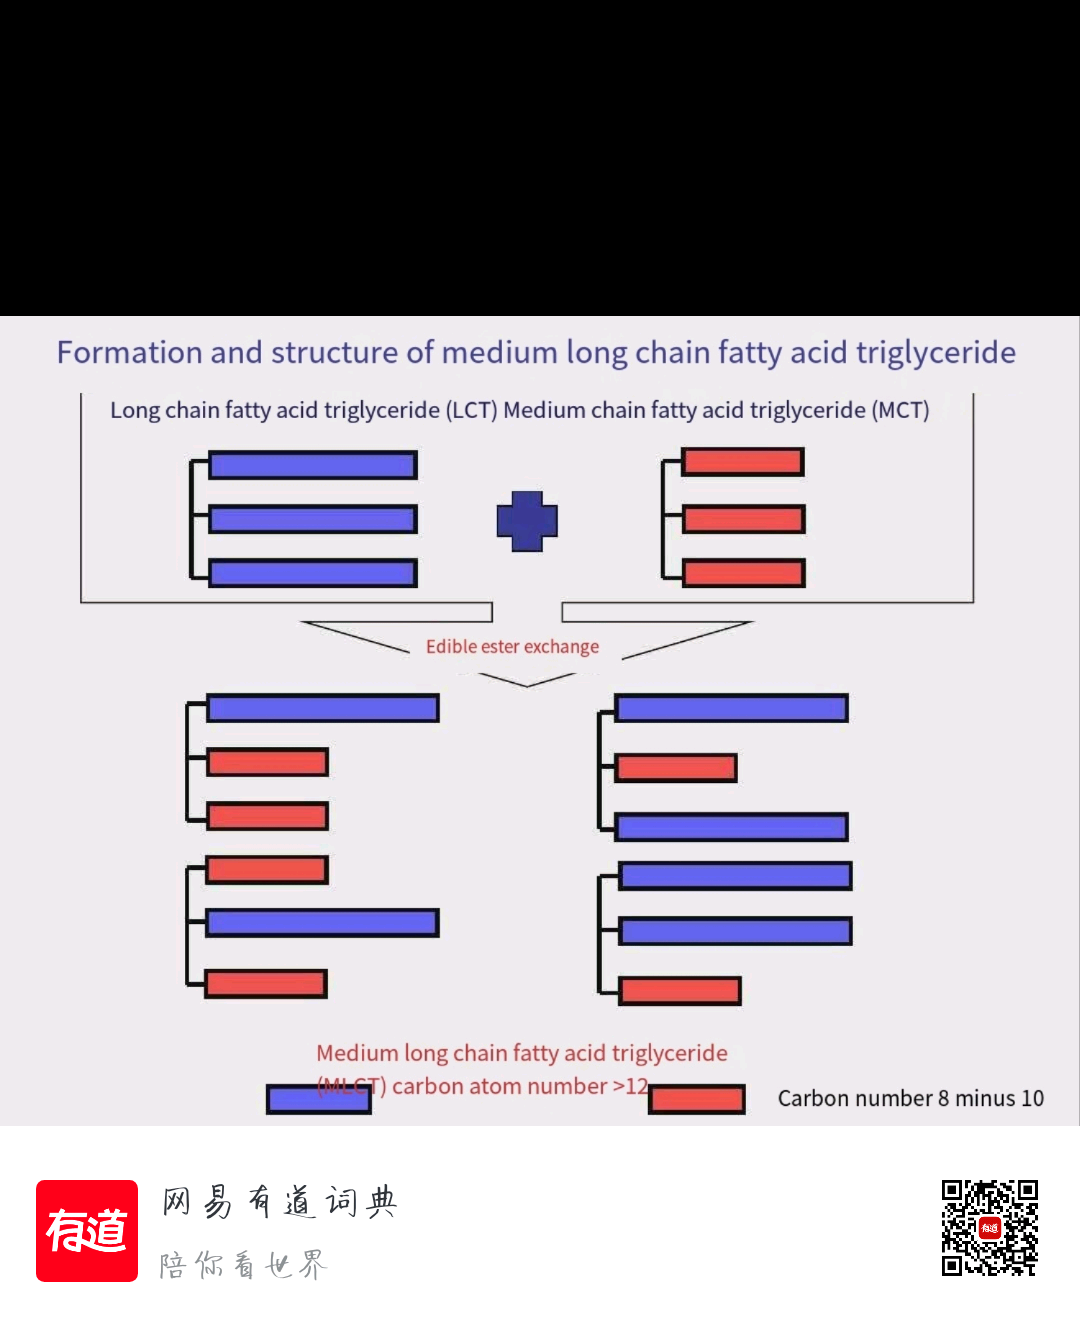 Formation and structure of medium long chain fatty acid triglyceride
Long chain fatty acid triglyceride (LCT) Medium chain fatty acid triglyceride (MCT)
Edible ester exchange
Medium long chain fatty acid triglyceride
(MLCT) carbon atom number >12
Carbon number 8 minus 10
有道
网易有道词典
陪你看世界
有道